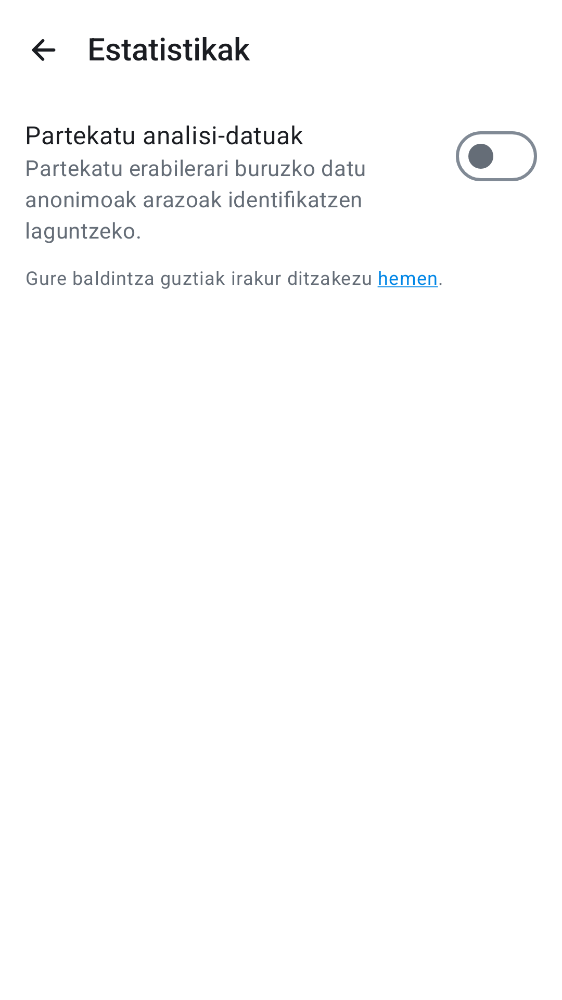 Estatistikak
Partekatu analisi-datuak
Partekatu erabilerari buruzko datu
anonimoak arazoak identifikatzen
laguntzeko.
Gure baldintza guztiak irakur ditzakezu hemen.